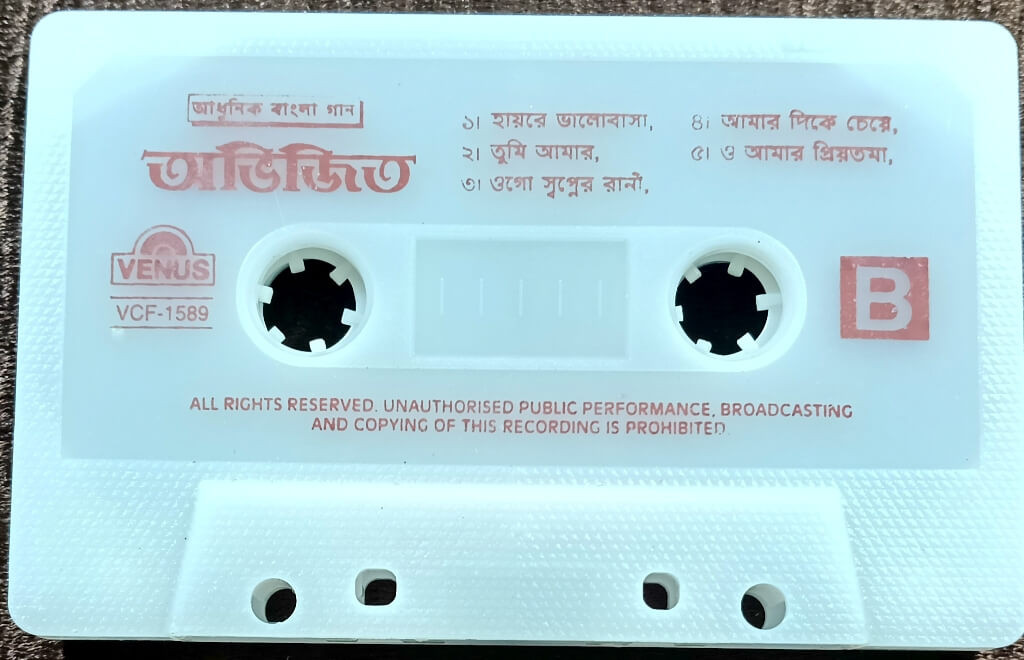 আধুনিক বাংলা গান
অভিজিত
১। হায়রে ভালোবাসা,
২। তুমি আমার,
৩। ওগো স্বপ্নের রানী,
৪। আমার দিকে চেয়ে,
৫। ও আমার প্রিয়তমা,
VENUS
VCF-1589
B
ALL RIGHTS RESERVED. UNAUTHORISED PUBLIC PERFORMANCE, BROADCASTING
AND COPYING OF THIS RECORDING IS PROHIBITED.